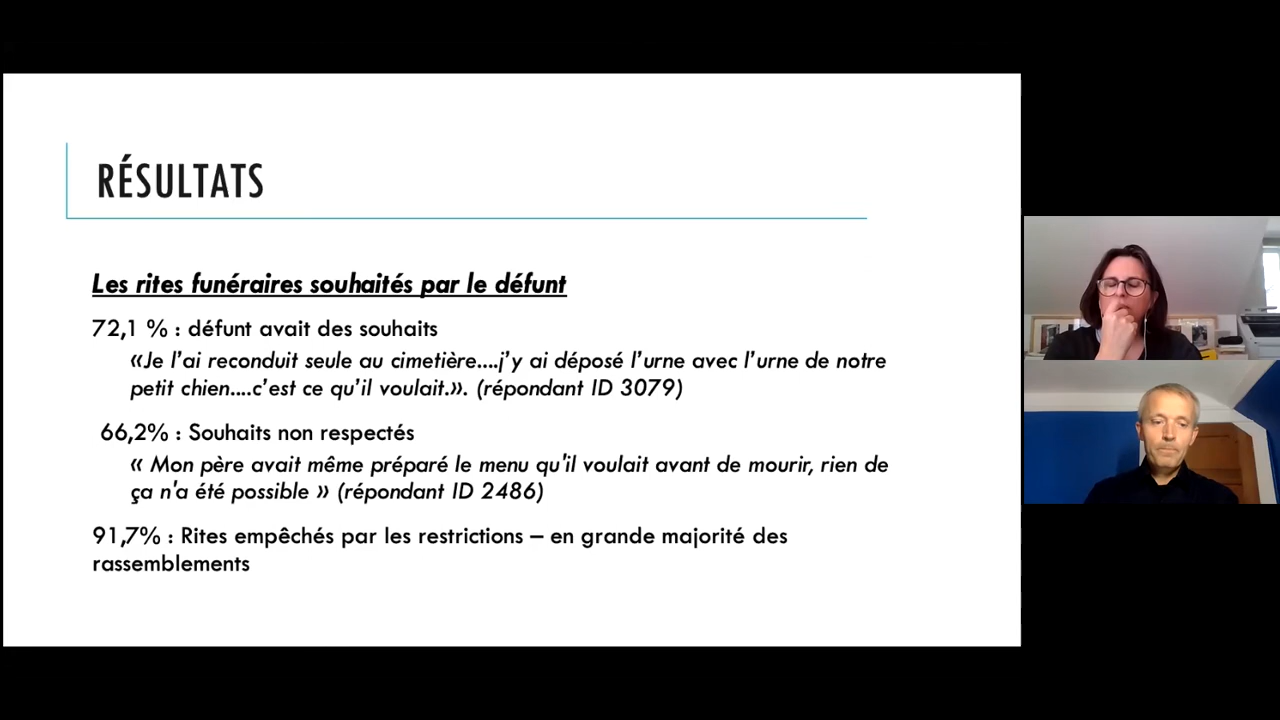 RÉSULTATS
Les rites funéraires souhaités par le défunt
72,1 % : défunt avait des souhaits
«Je l’ai reconduit seule au cimetière....j’y ai déposé l’urne avec l’urne de notre
petit chien....c’est ce qu’il voulait.». (répondant ID 3079)
66,2% : Souhaits non respectés
« Mon père avait même préparé le menu qu'il voulait avant de mourir, rien de
ça n'a été possible » (répondant ID 2486)
91,7% : Rites empêchés par les restrictions – en grande majorité des
rassemblements